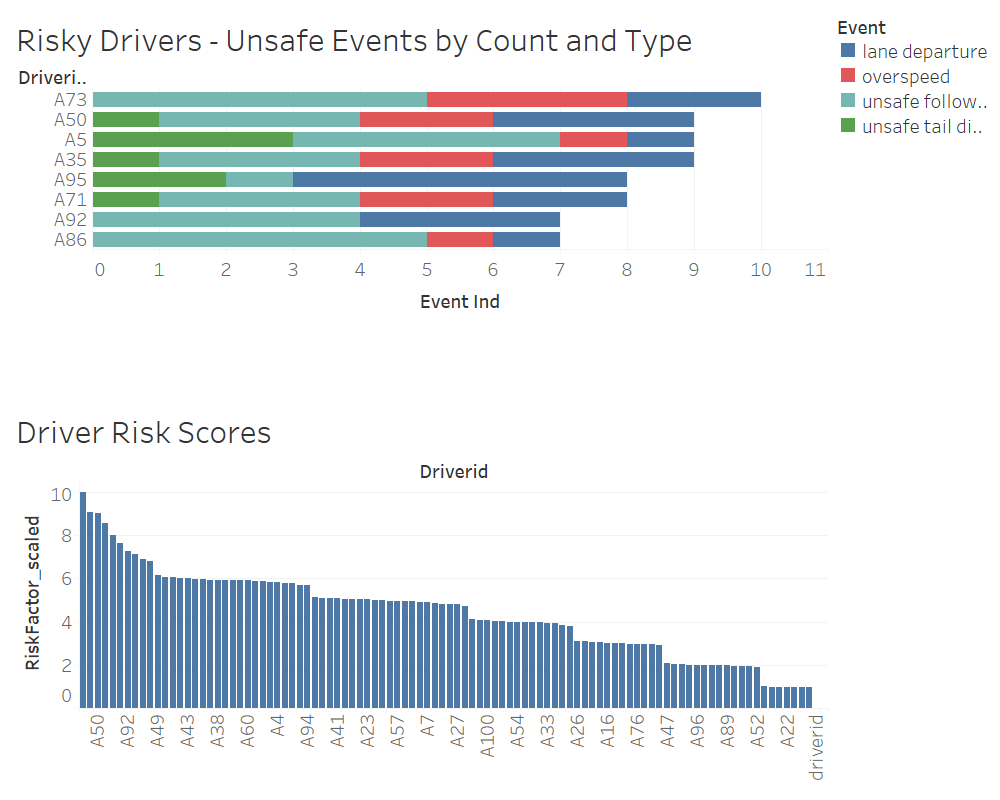 Risky Drivers - Unsafe Events by Count and Type
Event
lane departure
overspeed
unsafe follow..
unsafe tail di..
Driveri..
A73
A50
A5
A35
A95
A71
A92
A86
0 1 2 3 4 5 6 7 8 9 10 11
Event Ind
Driver Risk Scores
Driverid
RiskFactor_scaled
10
8
6
4
2
0
A50 A92 A49 A43 A38 A60 A4 A94 A41 A23 A57 A7 A27 A100 A54 A33 A26 A16 A76 A47 A96 A89 A52 A22 driverid